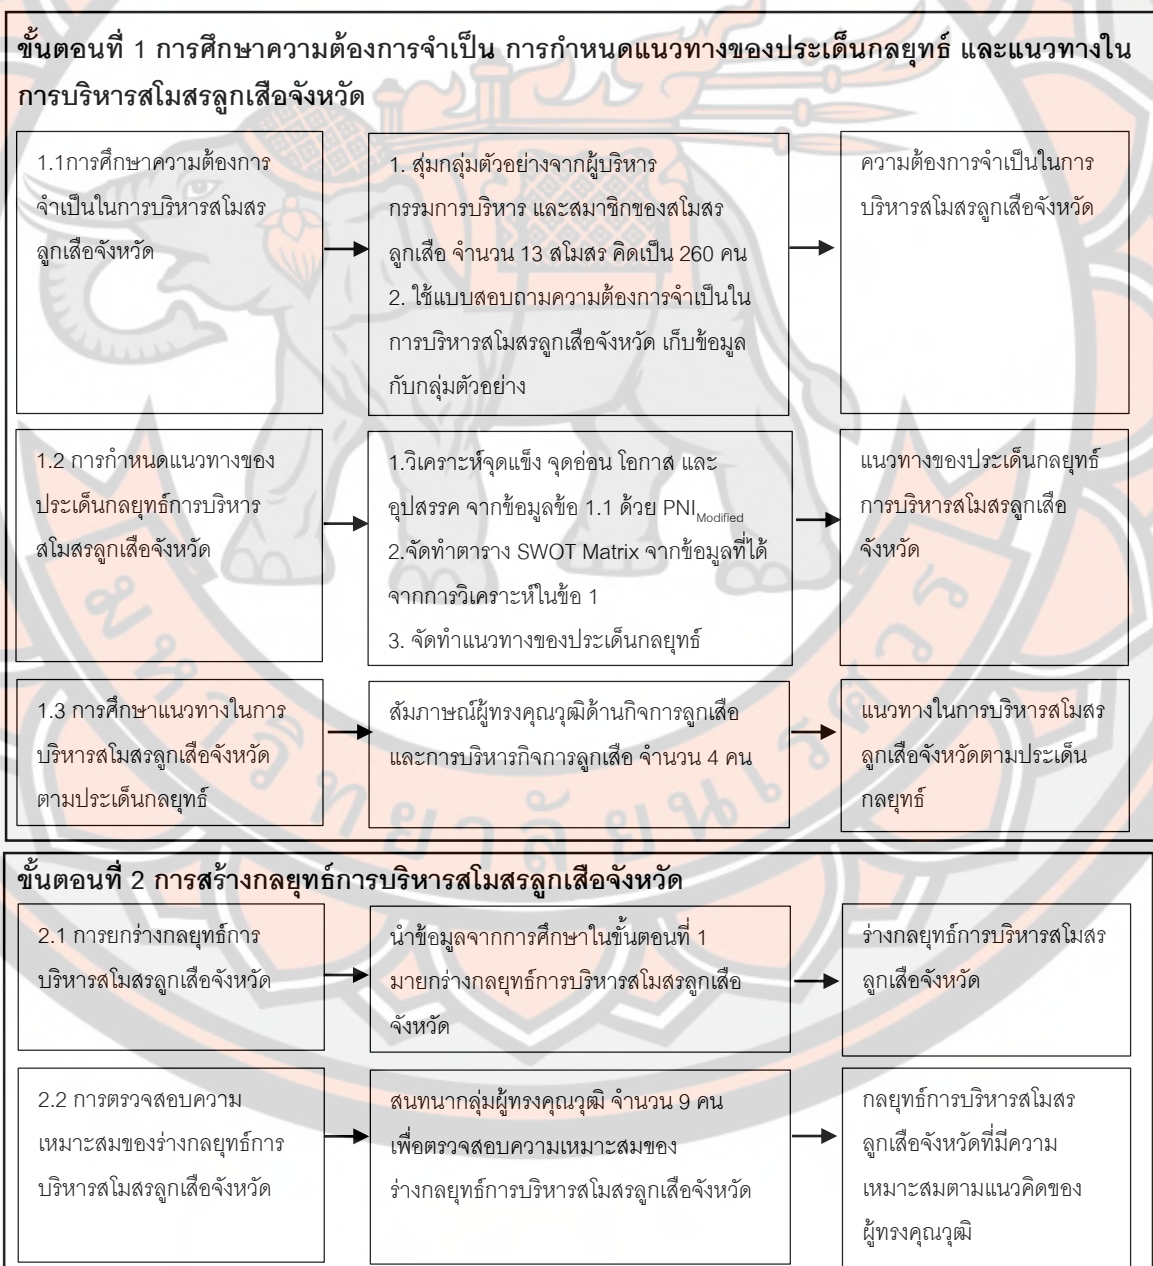 ขั้นตอนที่ 1 การศึกษาความต้องการจำเป็น การกำหนดแนวทางของประเด็นกลยุทธ์ และแนวทางใน
การบริหารสโมสรลูกเสือจังหวัด
1.1การศึกษาความต้องการ
จำเป็นในการบริหารสโมสร
ลูกเสือจังหวัด
1. สุ่มกลุ่มตัวอย่างจากผู้บริหาร
กรรมการบริหาร และสมาชิกของสโมสร
ลูกเสือ จำนวน 13 สโมสร คิดเป็น 260 คน
2. ใช้แบบสอบถามความต้องการจำเป็นใน
การบริหารสโมสรลูกเสือจังหวัด เก็บข้อมูล
กับกลุ่มตัวอย่าง
ความต้องการจำเป็นในการ
บริหารสโมสรลูกเสือจังหวัด
1.2 การกำหนดแนวทางของ
ประเด็นกลยุทธ์การบริหาร
สโมสรลูกเสือจังหวัด
1.วิเคราะห์จุดแข็ง จุดอ่อน โอกาส และ
อุปสรรค จากข้อมูลข้อ 1.1 ด้วย PNI Modified
2.จัดทำตาราง SWOT Matrix จากข้อมูลที่ได้
จากการวิเคราะห์ในข้อ 1
3. จัดทำแนวทางของประเด็นกลยุทธ์
แนวทางของประเด็นกลยุทธ์
การบริหารสโมสรลูกเสือ
จังหวัด
1.3 การศึกษาแนวทางในการ
บริหารสโมสรลูกเสือจังหวัด
ตามประเด็นกลยุทธ์
สัมภาษณ์ผู้ทรงคุณวุฒิด้านกิจการลูกเสือ
และการบริหารกิจการลูกเสือ จำนวน 4 คน
แนวทางในการบริหารสโมสร
ลูกเสือจังหวัดตามประเด็น
กลยุทธ์
มหาวิทยาลัยนเรศวร
ขั้นตอนที่ 2 การสร้างกลยุทธ์การบริหารสโมสรลูกเสือจังหวัด
2.1 การยกร่างกลยุทธ์การ
บริหารสโมสรลูกเสือจังหวัด
นำข้อมูลจากการศึกษาในขั้นตอนที่ 1
มายกร่างกลยุทธ์การบริหารสโมสรลูกเสือ
จังหวัด
ร่างกลยุทธ์การบริหารสโมสร
ลูกเสือจังหวัด
2.2 การตรวจสอบความ
เหมาะสมของร่างกลยุทธ์การ
บริหารสโมสรลูกเสือจังหวัด
สนทนากลุ่มผู้ทรงคุณวุฒิ จำนวน 9 คน
เพื่อตรวจสอบความเหมาะสมของ
ร่างกลยุทธ์การบริหารสโมสรลูกเสือจังหวัด
กลยุทธ์การบริหารสโมสร
ลูกเสือจังหวัดที่มีความ
เหมาะสมตามแนวคิดของ
ผู้ทรงคุณวุฒิ